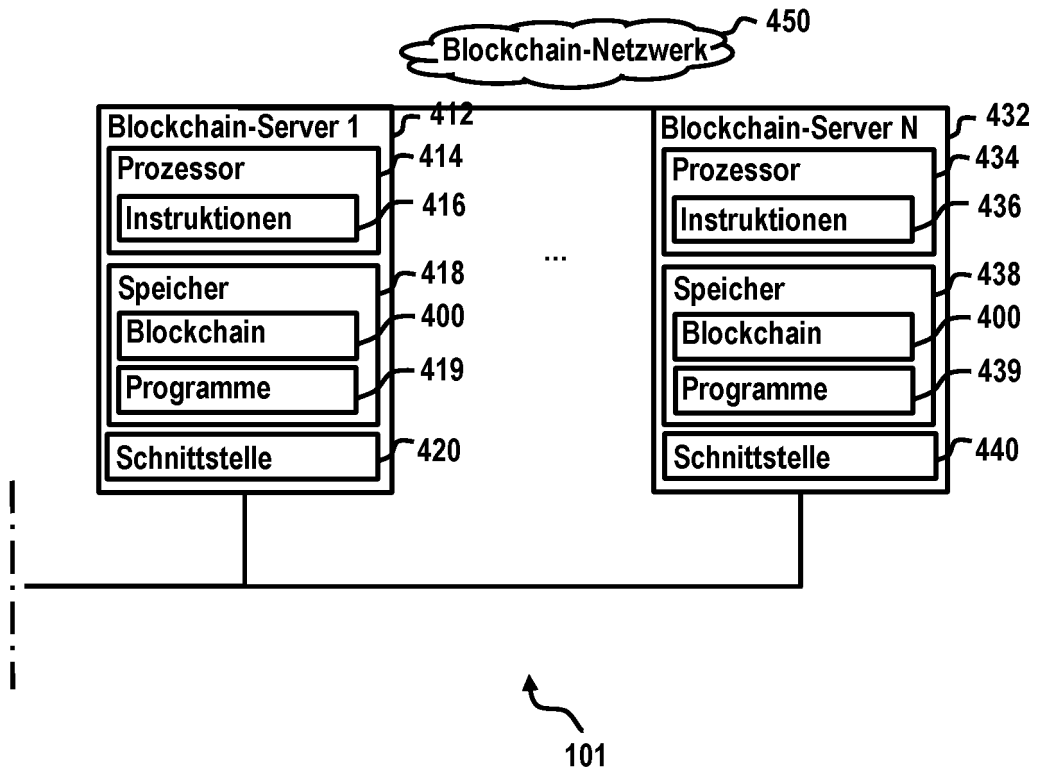 450
Blockchain-Netzwerk
Blockchain-Server 1
412
Prozessor
414
Instruktionen
416
Speicher
418
Blockchain
400
Programme
419
Schnittstelle
420
...
Blockchain-Server N
432
Prozessor
434
Instruktionen
436
Speicher
438
Blockchain
400
Programme
439
Schnittstelle
440
101